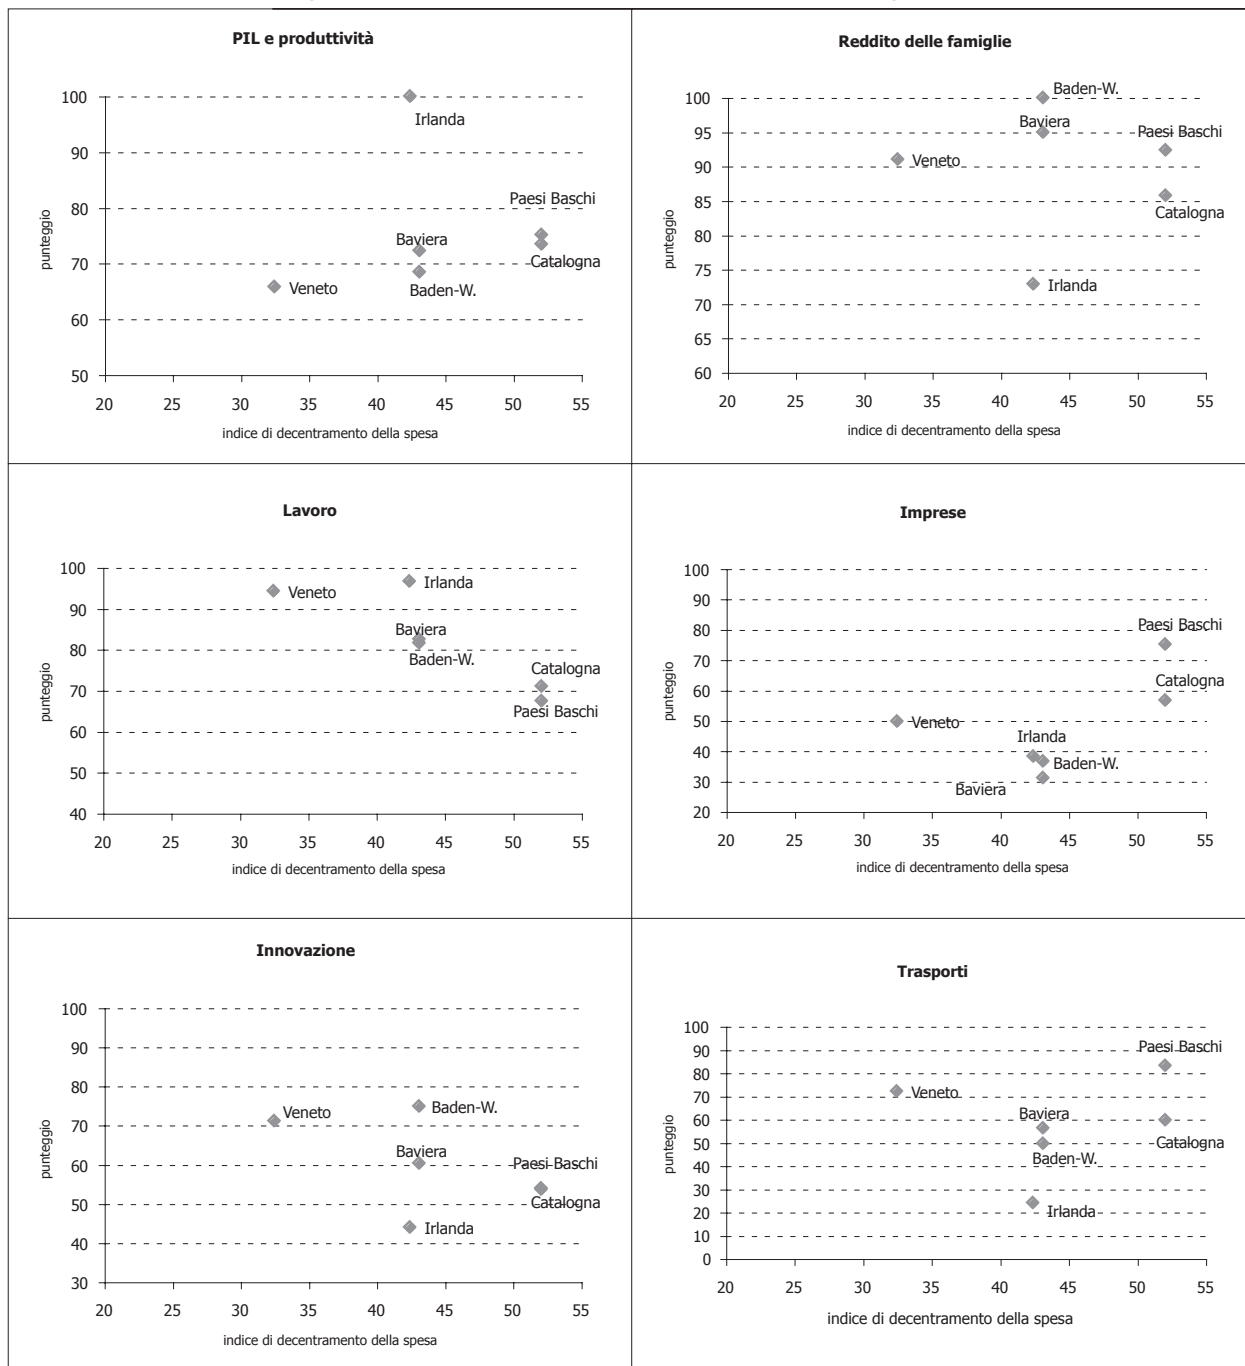 PIL e produttività
100
90
80
70
60
50
punteggio
Irlanda
Paesi Baschi
Baviera
Catalogna
Veneto
Baden-W.
20 25 30 35 40 45 50 55
indice di decentramento della spesa
Reddito delle famiglie
100
95
90
85
80
75
70
65
60
punteggio
Baden-W.
Baviera
Paesi Baschi
Veneto
Catalogna
Irlanda
20 25 30 35 40 45 50 55
indice di decentramento della spesa
Lavoro
100
90
80
70
60
50
40
punteggio
Veneto
Irlanda
Baviera
Baden-W.
Catalogna
Paesi Baschi
20 25 30 35 40 45 50 55
indice di decentramento della spesa
Imprese
100
90
80
70
60
50
40
30
20
punteggio
Paesi Baschi
Catalogna
Veneto
Irlanda
Baden-W.
Baviera
20 25 30 35 40 45 50 55
indice di decentramento della spesa
Innovazione
100
90
80
70
60
50
40
30
punteggio
Veneto
Baden-W.
Baviera
Paesi Baschi
Catalogna
Irlanda
20 25 30 35 40 45 50 55
indice di decentramento della spesa
Trasporti
100
90
80
70
60
50
40
30
20
10
0
punteggio
Paesi Baschi
Veneto
Baviera
Catalogna
Baden-W.
Irlanda
20 25 30 35 40 45 50 55
indice di decentramento della spesa